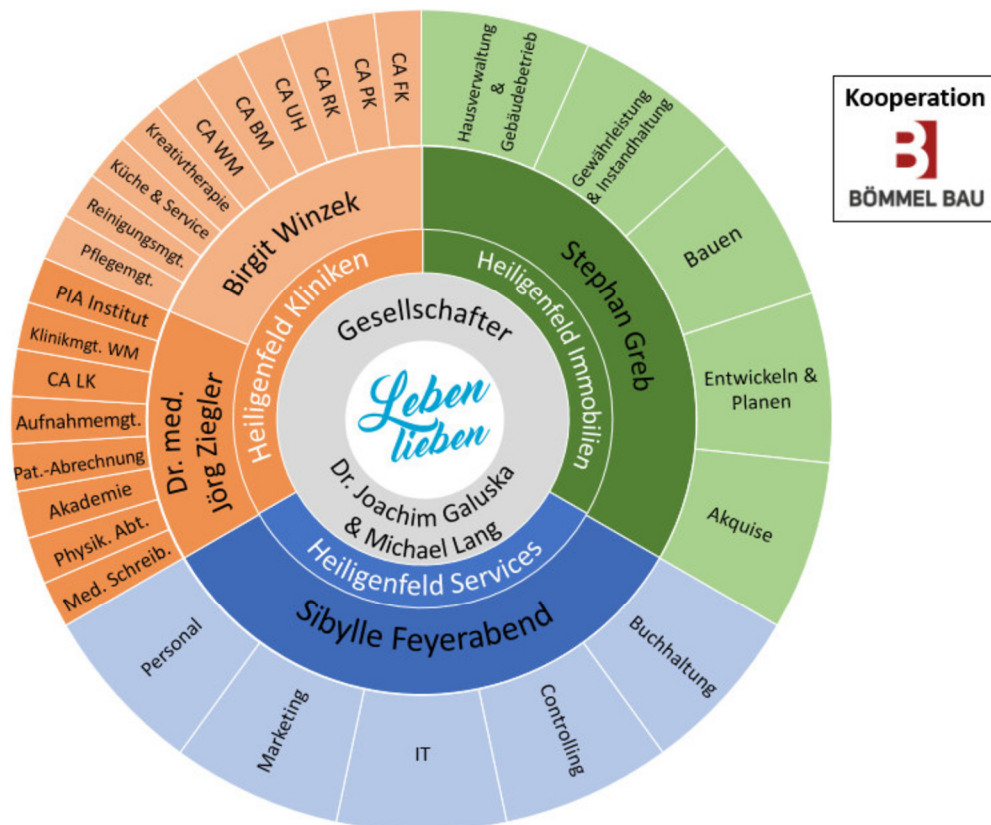 CA FK
CA PK
CA RK
CA UH
CA BM
CA WM
Kreativtherapie
Küche & Service
Reinigungsmgt.
Pflegemgt.
PIA Institut
Klinikmgt. WM
CA LK
Aufnahmemgt.
Pat.-Abrechnung
Akademie
Physik. Abt.
Med. Schreib.
Birgit Winzek
Dr. med.
Jörg Ziegler
Heiligenfeld Kliniken
Hausverwaltung
&
Gebäudebetrieb
Gewährleistung
& Instandhaltung
Bauen
Entwickeln &
Planen
Akquise
Stephan Greb
Heiligenfeld Immobilien
Gesellschafter
Leben
lieben
Dr. Joachim Galuska
& Michael Lang
Heiligenfeld Services
Sibylle Feyerabend
Personal
Marketing
IT
Controlling
Buchhaltung
Kooperation
B
BÖMMEL BAU